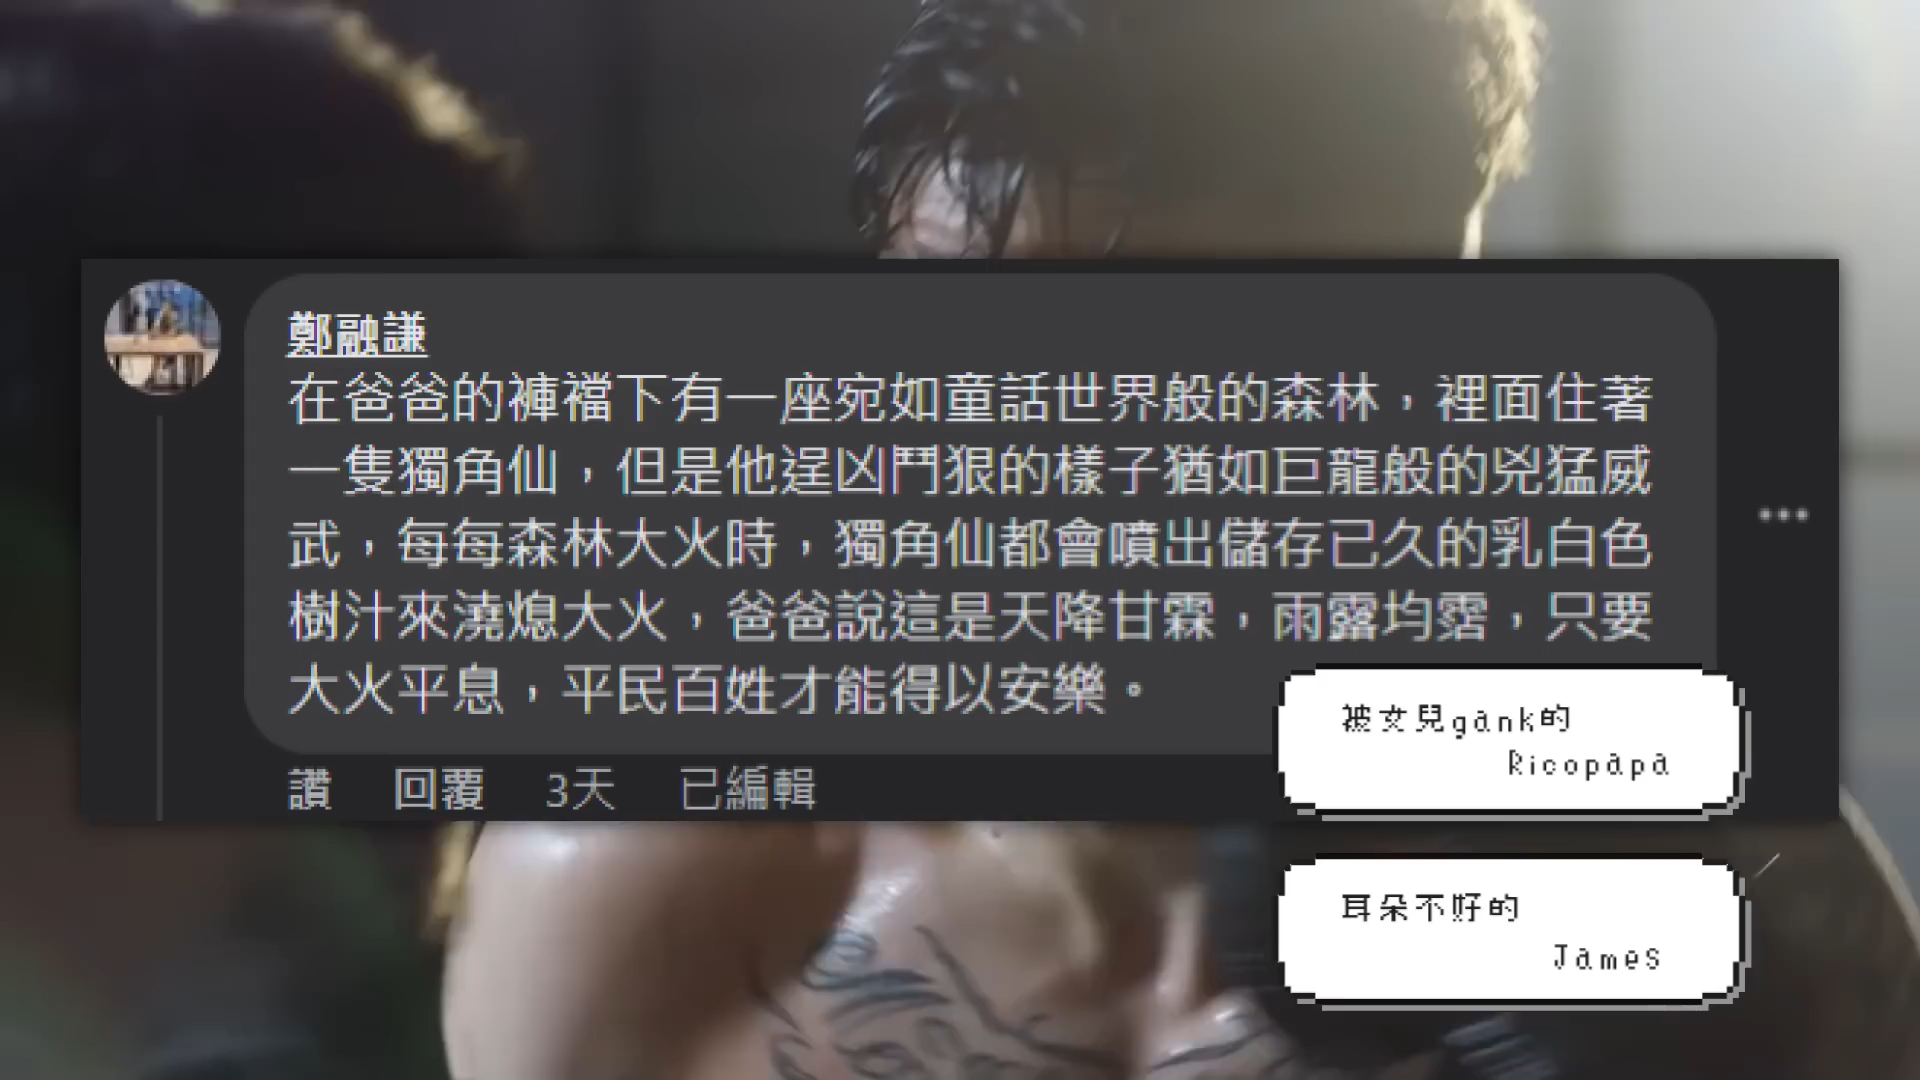 鄭融謙
在爸爸的褲襠下有一座宛如童話世界般的森林，裡面住著
一隻獨角仙，但是他逞凶鬥狠的樣子猶如巨龍般的兇猛威
武，每每森林大火時，獨角仙都會噴出儲存已久的乳白色
樹汁來澆熄大火，爸爸說這是天降甘霖，雨露均霑，只要
大火平息，平民百姓才能得以安樂。
讚 回覆 3天 已編輯
被女兒gank的
Ricopapa
耳朵不好的
James